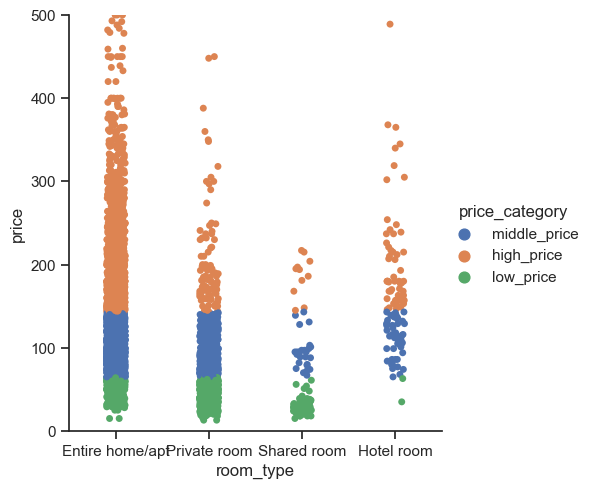 500
400
300
200
100
0
price
Entire home/apt Private room Shared room Hotel room
room_type
price_category
middle_price
high_price
low_price